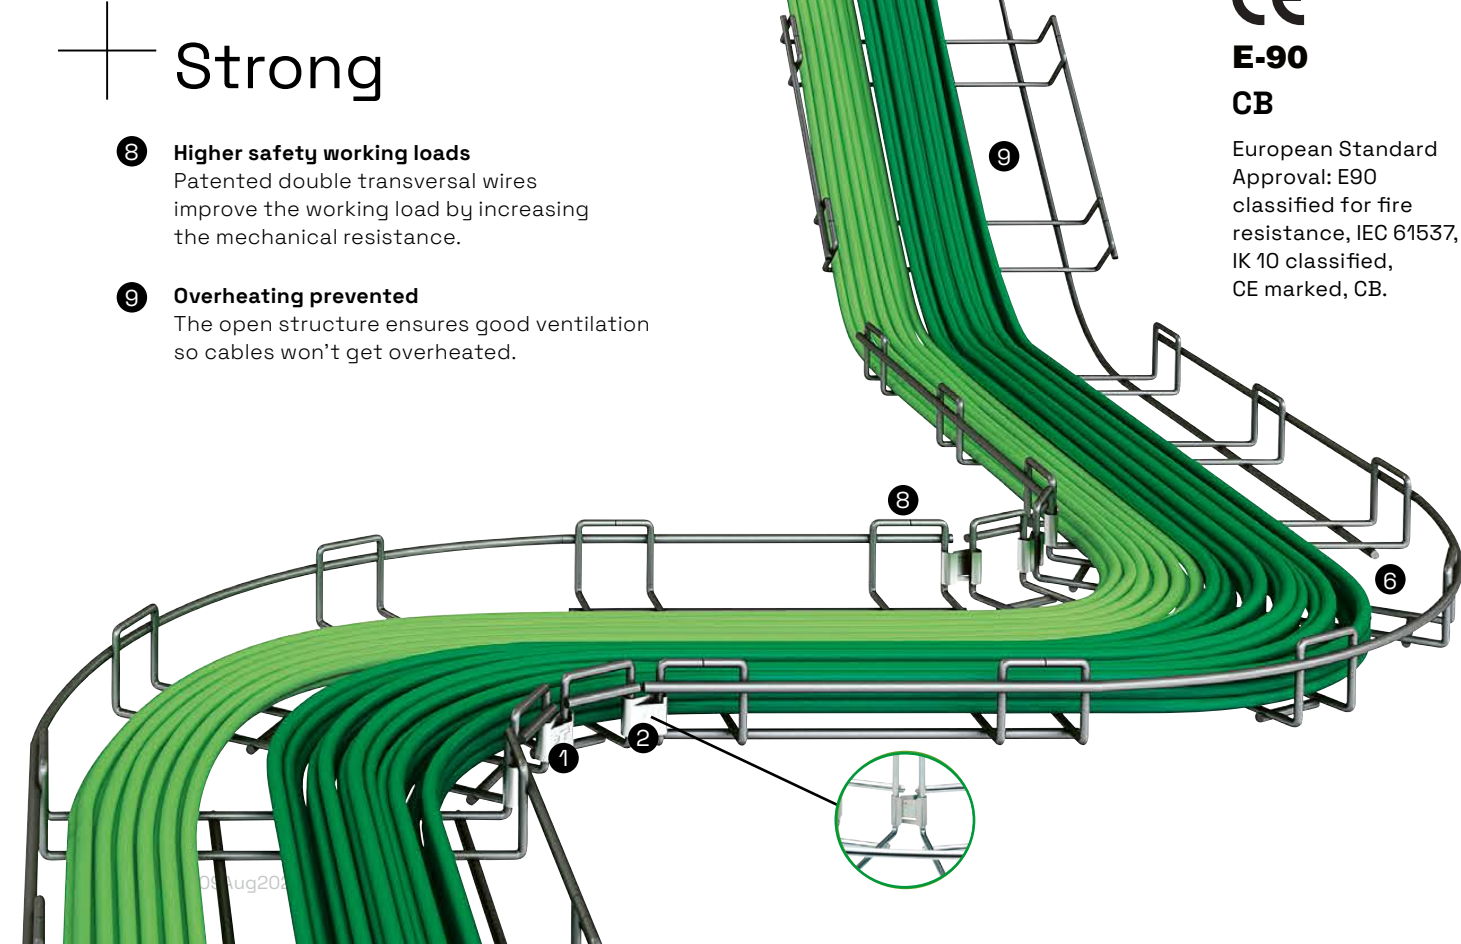 Strong
8 Higher safety working loads
Patented double transversal wires
improve the working load by increasing
the mechanical resistance.
9 Overheating prevented
The open structure ensures good ventilation
so cables won't get overheated.
CE
E-90
CB
European Standard
Approval: E90
classified for fire
resistance, IEC 61537,
IK 10 classified,
CE marked, CB.
9
8
6
1
2